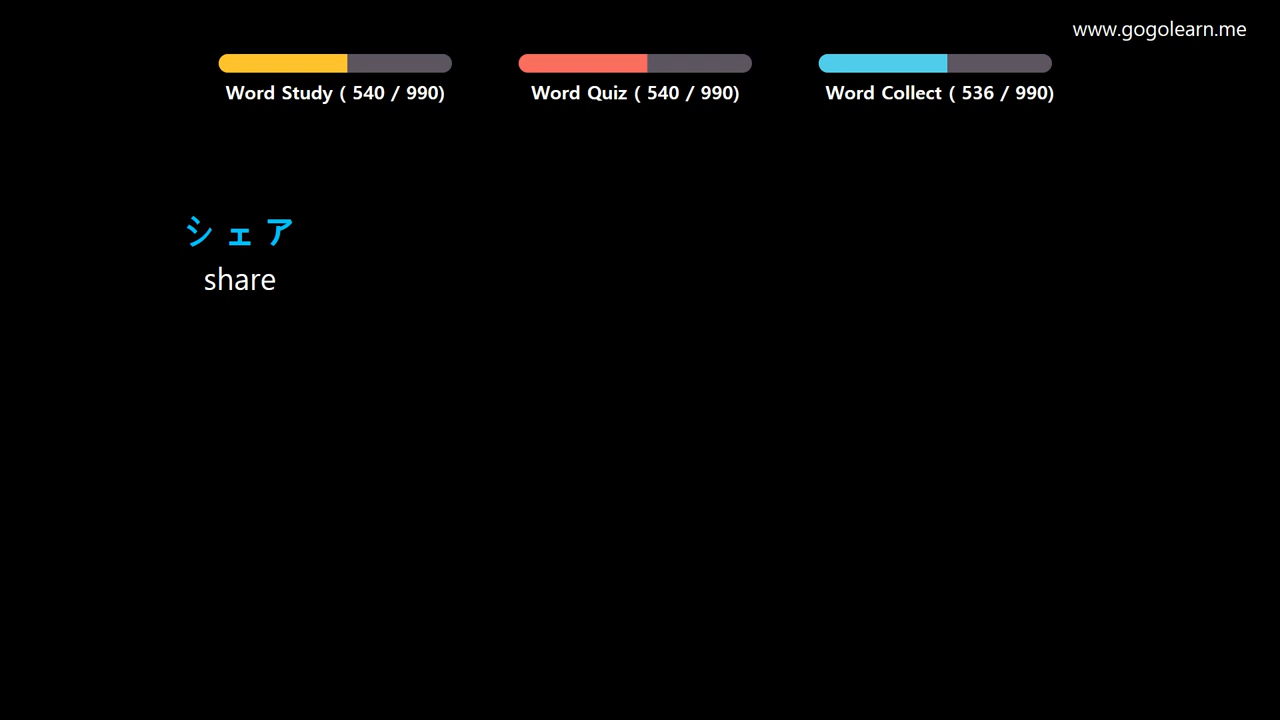 www.gogolearn.me
Word Study ( 540 / 990)
Word Quiz ( 540 / 990)
Word Collect ( 536 / 990)
シェア
share